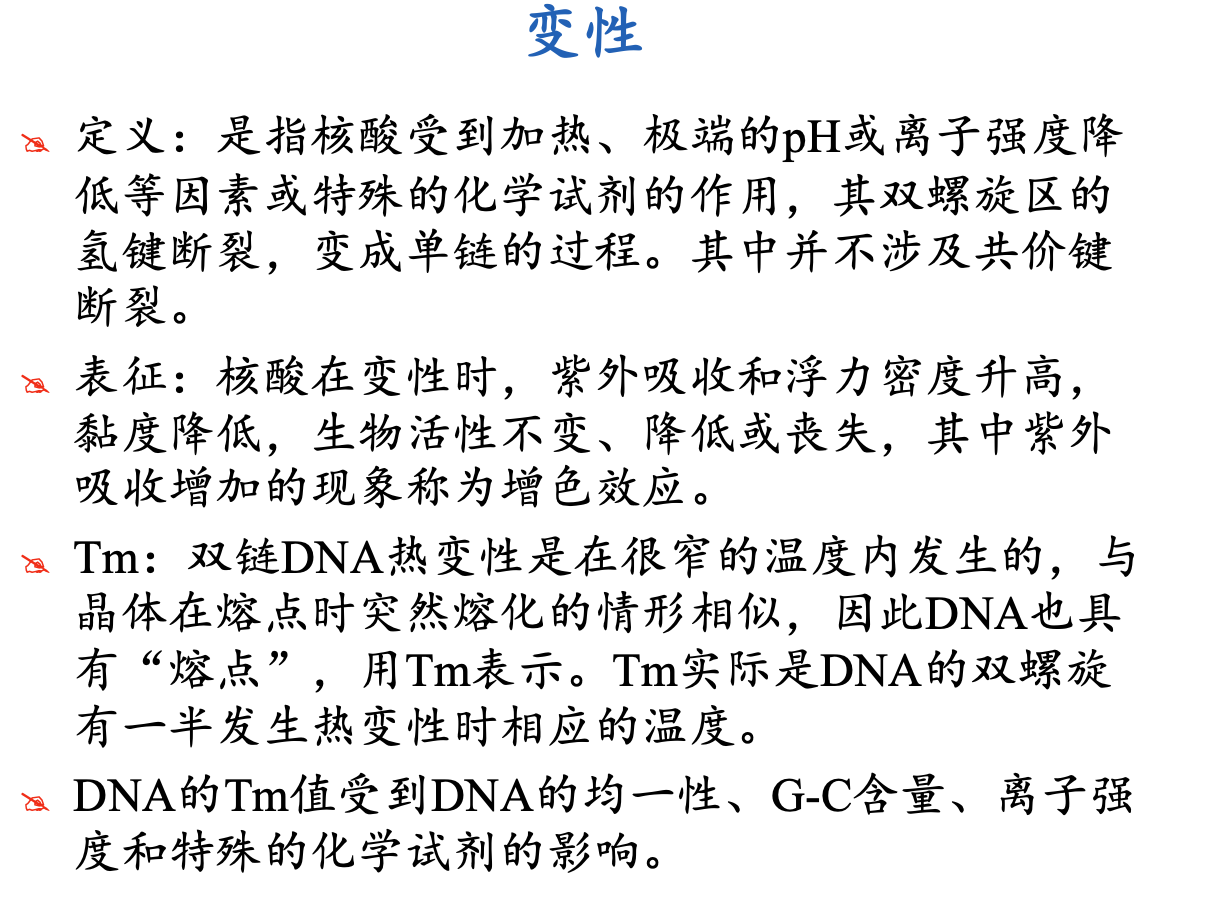 变性
定义：是指核酸受到加热、极端的pH或离子强度降
低等因素或特殊的化学试剂的作用，其双螺旋区的
氢键断裂，变成单链的过程。其中并不涉及共价键
断裂。
表征：核酸在变性时，紫外吸收和浮力密度升高，
黏度降低，生物活性不变、降低或丧失，其中紫外
吸收增加的现象称为增色效应。
Tm：双链DNA热变性是在很窄的温度内发生的，与
晶体在熔点时突然熔化的情形相似，因此DNA也具
有“熔点”，用Tm表示。Tm实际是DNA的双螺旋
有一半发生热变性时相应的温度。
DNA的Tm值受到DNA的均一性、G-C含量、离子强
度和特殊的化学试剂的影响。